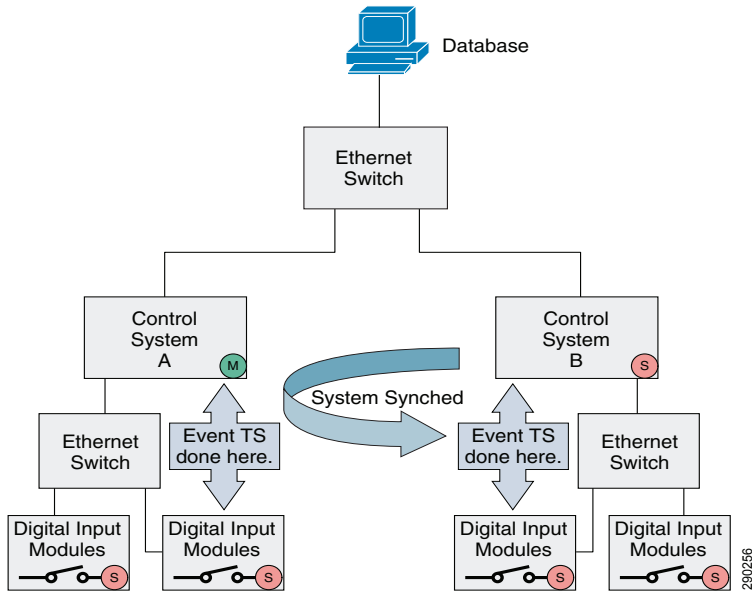 Database
Ethernet
Switch
Control
System
A
M
Control
System
B
S
System Synched
Ethernet
Switch
Event TS
done here.
Event TS
done here.
Ethernet
Switch
Digital Input
Modules
S
Digital Input
Modules
S
Digital Input
Modules
S
Digital Input
Modules
S
290256